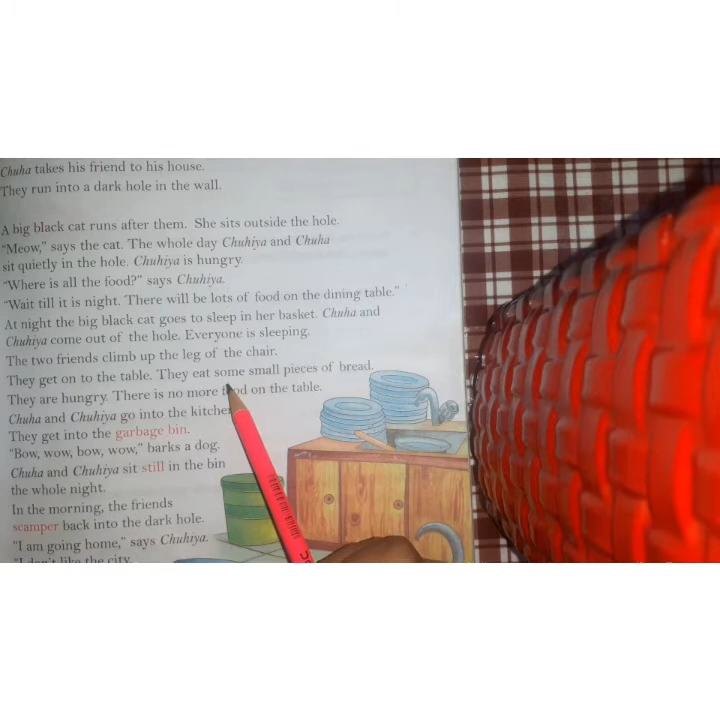 Chuha takes his friend to his house.
They run into a dark hole in the wall.
A big black cat runs after them. She sits outside the hole.
"Meow," says the cat. The whole day Chuhiya and Chuha
sit quietly in the hole. Chuhiya is hungry.
"Where is all the food?" says Chuhiya.
"Wait till it is night. There will be lots of food on the dining table."
At night the big black cat goes to sleep in her basket. Chuha and
Chuhiya come out of the hole. Everyone is sleeping.
The two friends climb up the leg of the chair.
They get on to the table. They eat some small pieces of bread.
They are hungry. There is no more food on the table.
Chuha and Chuhiya go into the kitchen
They get into the garbage bin.
"Bow, wow, bow, wow," barks a dog.
Chuha and Chuhiya sit still in the bin
the whole night.
In the morning, the friends
scamper back into the dark hole.
"I am going home," says Chuhiya.
"I don't like the city.